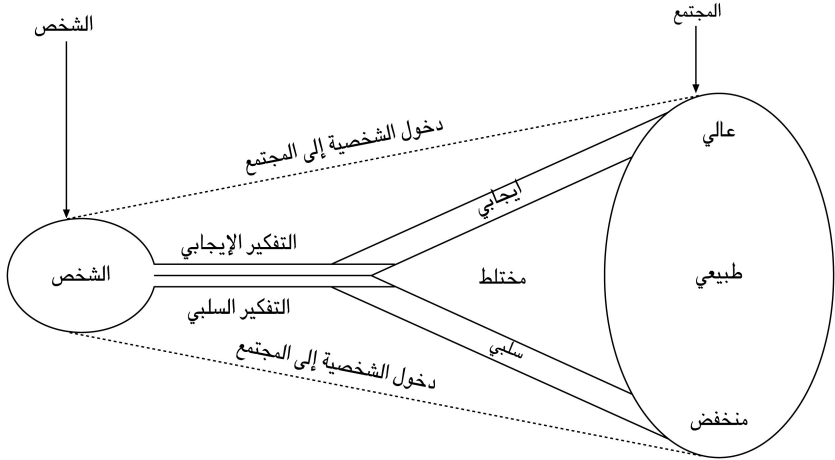 المجتمع
الشخص
عالي
دخول الشخصية إلى المجتمع
ايجابي
التفكير الإيجابي
الشخص
مختلط
طبيعي
التفكير السلبي
سلبي
دخول الشخصية إلى المجتمع
منخفض